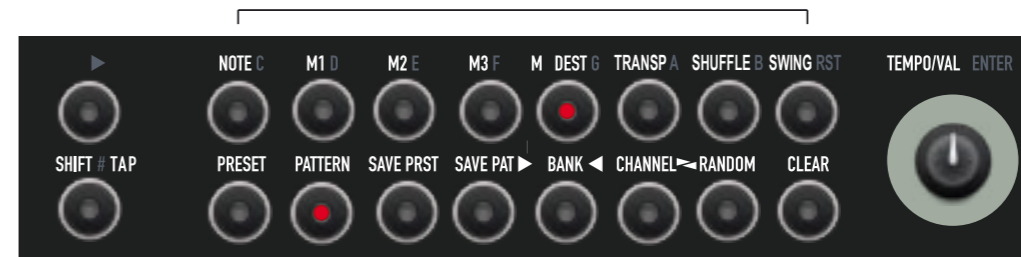 NOTE C M1 D M2 E M3 F M DEST G TRANSP A SHUFFLE B SWING RST TEMPO/VAL ENTER
SHIFT # TAP PRESET PATTERN SAVE PRST SAVE PAT ▶ BANK ◀ CHANNEL RANDOM CLEAR